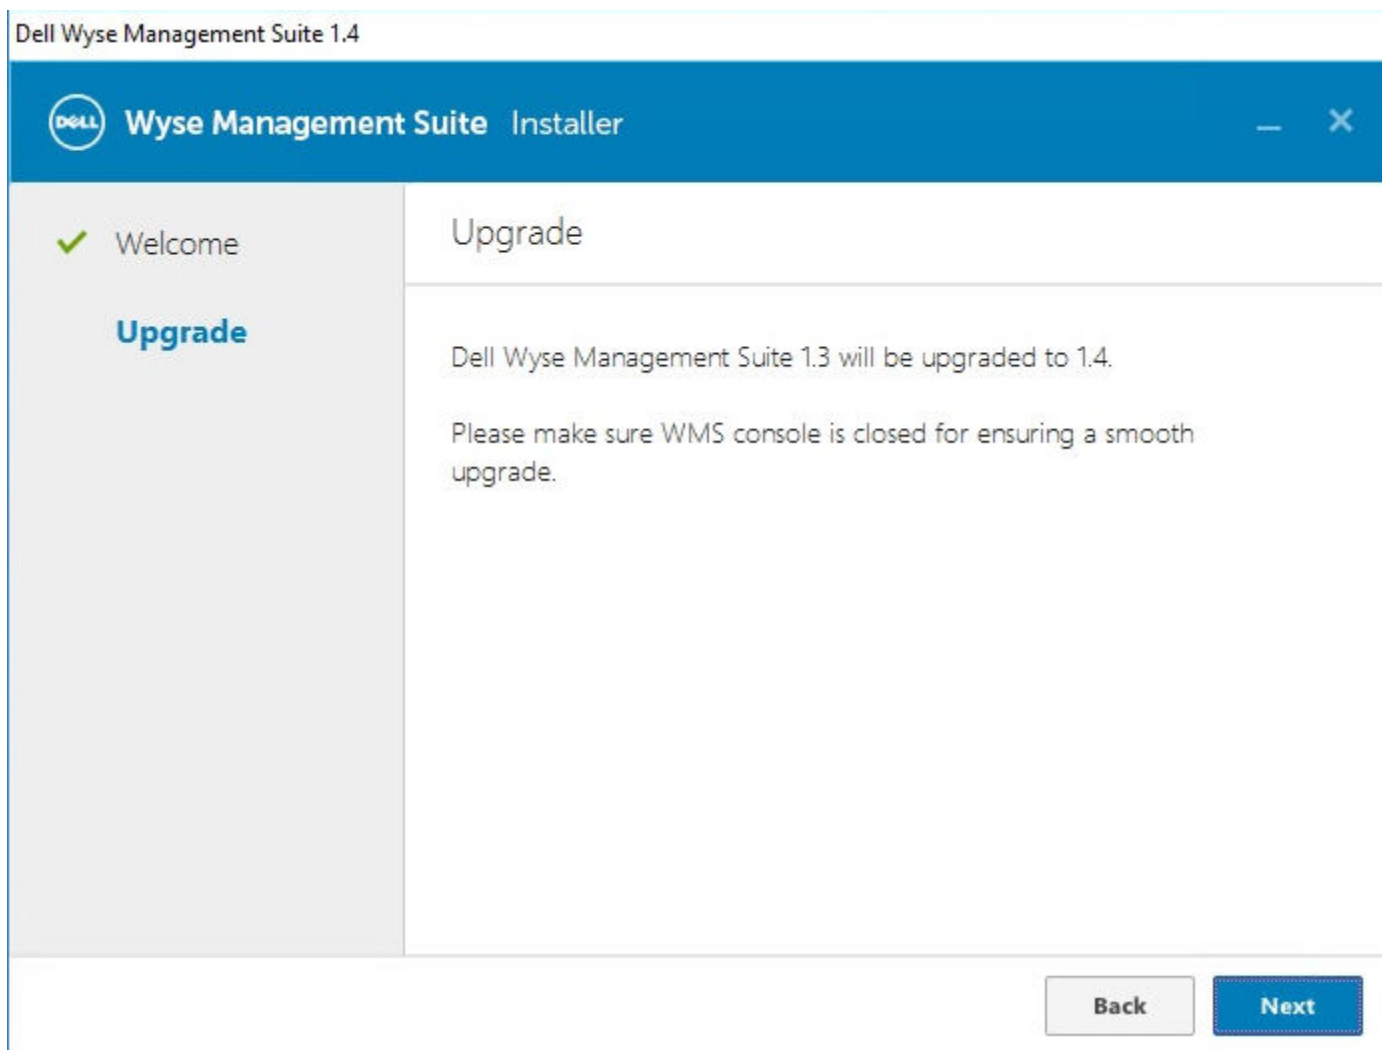 Dell Wyse Management Suite 1.4
DELL Wyse Management Suite Installer
Welcome
Upgrade
Upgrade
Dell Wyse Management Suite 1.3 will be upgraded to 1.4.
Please make sure WMS console is closed for ensuring a smooth
upgrade.
Back Next